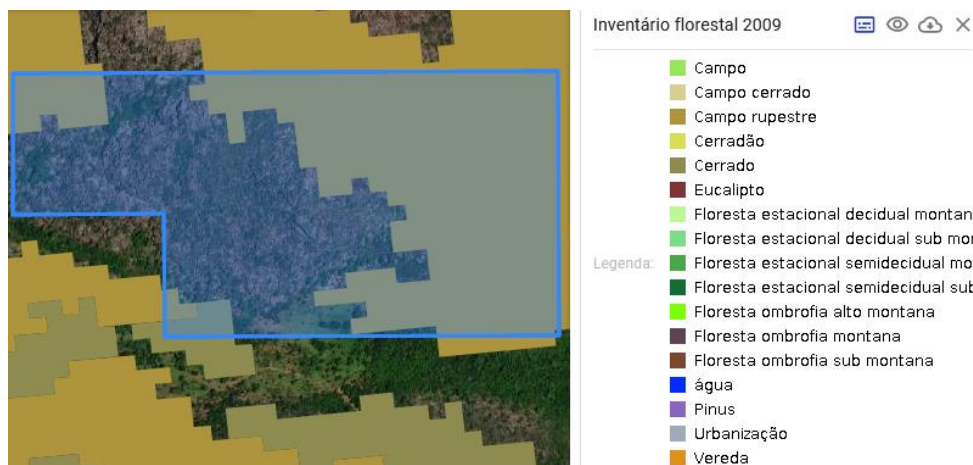 Inventário florestal 2009
Campo
Campo cerrado
Campo rupestre
Cerradão
Cerrado
Eucalipto
Floresta estacional decidual montan
Floresta estacional decidual sub mo
Legenda:
Floresta estacional semidecidual mo
Floresta estacional semidecidual sub
Floresta ombrofia alto montana
Floresta ombrofia montana
Floresta ombrofia sub montana
água
Pinus
Urbanização
Vereda